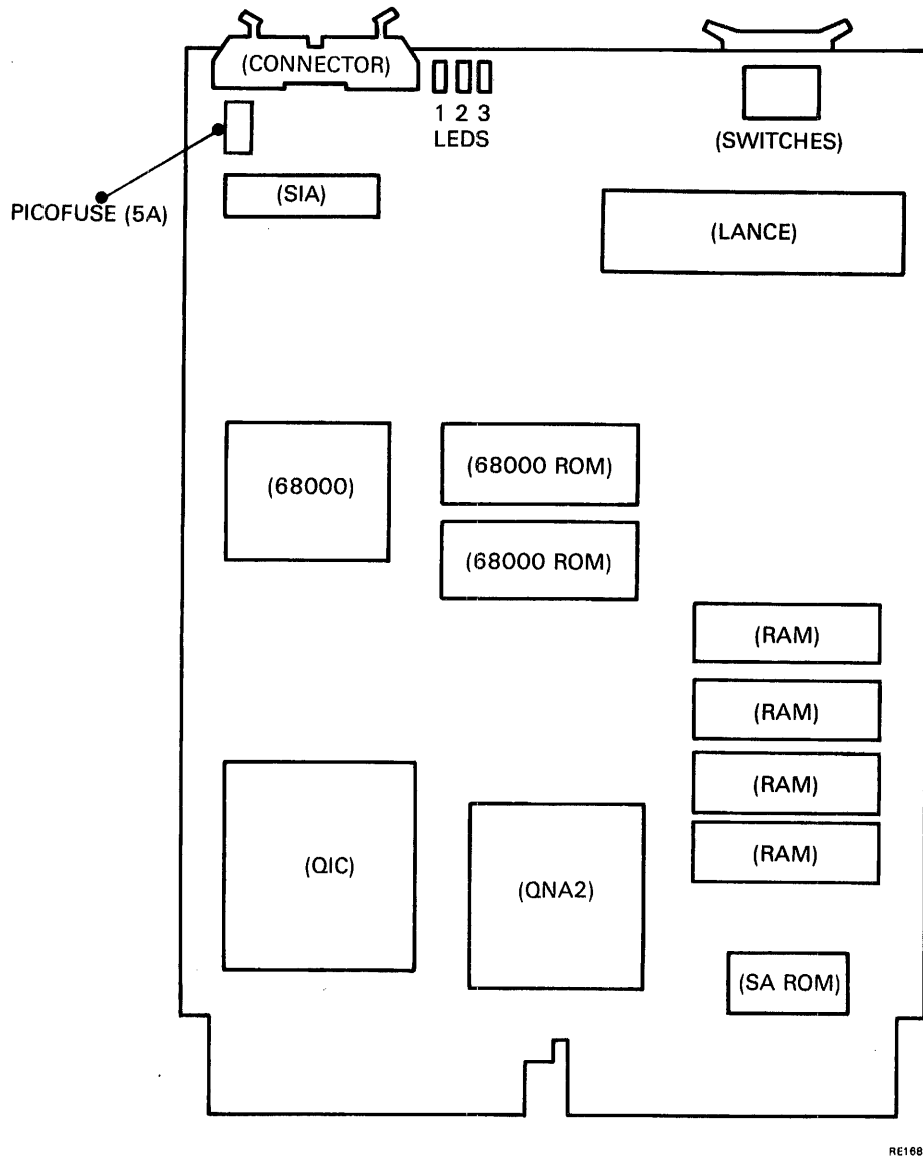 (CONNECTOR)
1 2 3
LEDS
(SWITCHES)
PICOFUSE (5A)
(SIA)
(LANCE)
(68000)
(68000 ROM)
(68000 ROM)
(RAM)
(RAM)
(RAM)
(RAM)
(QIC)
(QNA2)
(SA ROM)
RE166